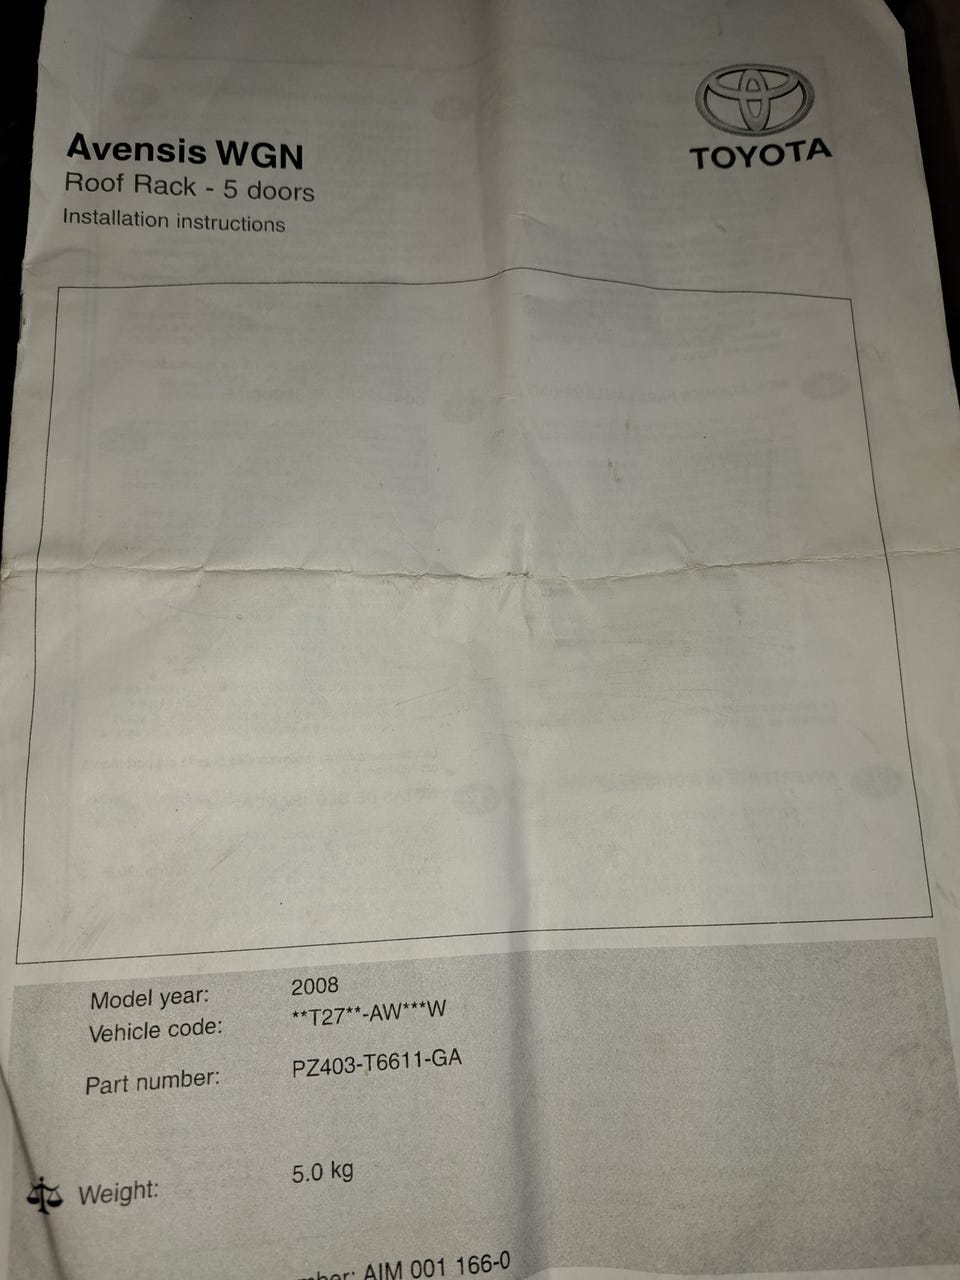 Avensis WGN
Roof Rack - 5 doors
Installation instructions
TOYOTA
Model year: 2008
Vehicle code: **T27**-AW***W
Part number: PZ403-T6611-GA
Weight: 5.0 kg
AIM 001 166-0